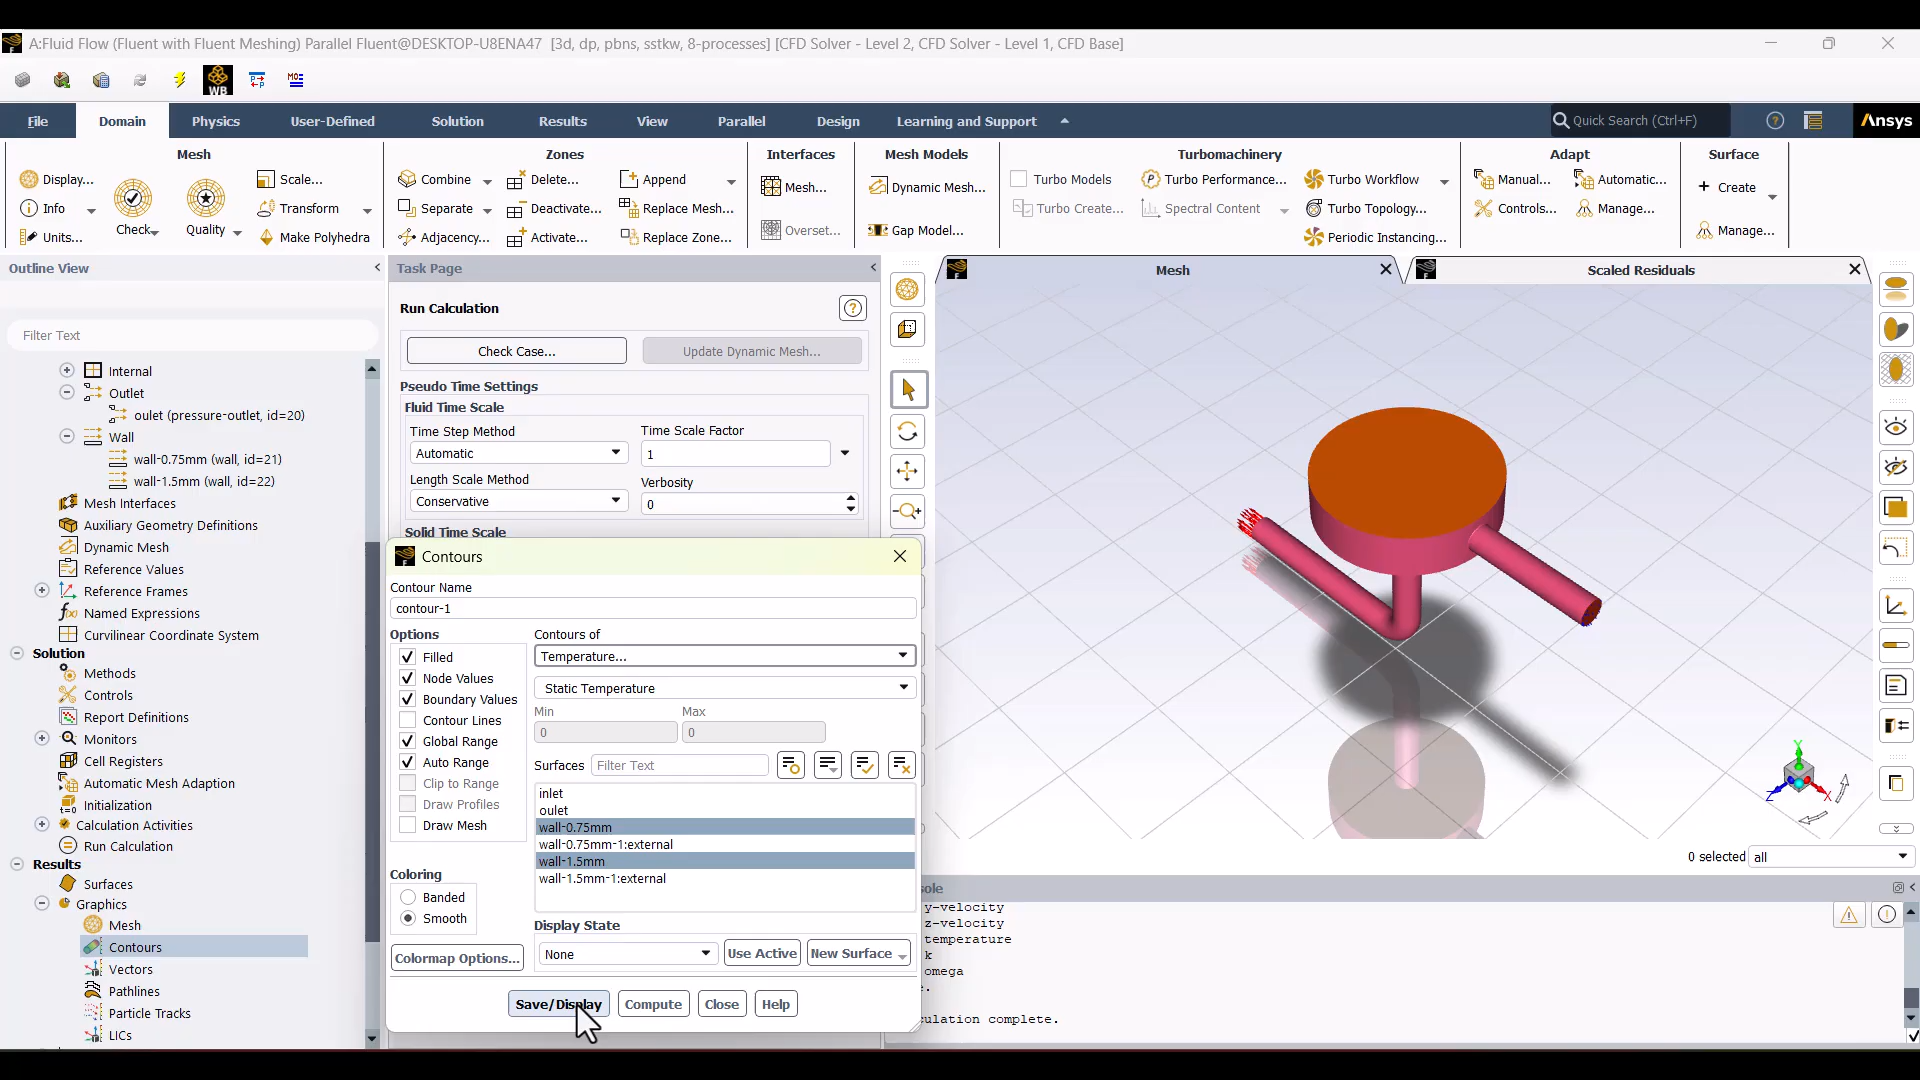 A:Fluid Flow (Fluent with Fluent Meshing) Parallel Fluent@DESKTOP-U8ENA47 [3d, dp, pbns, sstkw, 8-processes] [CFD Solver - Level 2, CFD Solver - Level 1, CFD Base]
WB
File Domain Physics User-Defined Solution Results View Parallel Design Learning and Support Quick Search (Ctrl+F) Ansys
Mesh Zones Interfaces Mesh Models Turbomachinery Adapt Surface
Display... Scale... Combine Delete... Append Mesh... Dynamic Mesh... Turbo Models Turbo Performance... Turbo Workflow Manual... Automatic... Create
Info Check Quality Transform Separate Deactivate... Replace Mesh... Turbo Create... Spectral Content Turbo Topology... Controls... Manage...
Units... Make Polyhedra Adjacency... Activate... Replace Zone... Overset... Gap Model... Periodic Instancing... Manage...
Outline View
Filter Text
Internal
Outlet
oulet (pressure-outlet, id=20)
Wall
wall-0.75mm (wall, id=21)
wall-1.5mm (wall, id=22)
Mesh Interfaces
Auxiliary Geometry Definitions
Dynamic Mesh
Reference Values
Reference Frames
Named Expressions
Curvilinear Coordinate System
Solution
Methods
Controls
Report Definitions
Monitors
Cell Registers
Automatic Mesh Adaption
Initialization
Calculation Activities
Run Calculation
Results
Surfaces
Graphics
Mesh
Contours
Vectors
Pathlines
Particle Tracks
LICs
Task Page
Run Calculation
Check Case... Update Dynamic Mesh...
Pseudo Time Settings
Fluid Time Scale
Time Step Method Time Scale Factor
Automatic 1
Length Scale Method Verbosity
Conservative 0
Solid Time Scale
Contours
Contour Name
contour-1
Options
Filled
Node Values
Boundary Values
Contour Lines
Global Range
Auto Range
Clip to Range
Draw Profiles
Draw Mesh
Coloring
Banded
Smooth
Colormap Options...
Contours of
Temperature...
Static Temperature
Min Max
0 0
Surfaces Filter Text
inlet
oulet
wall-0.75mm
wall-0.75mm-1:external
wall-1.5mm
wall-1.5mm-1:external
Display State
None Use Active New Surface
Save/Display Compute Close Help
Mesh
Scaled Residuals
Y
Z
X
0 selected all
sole
y-velocity
z-velocity
temperature
k
omega
.
ulation complete.